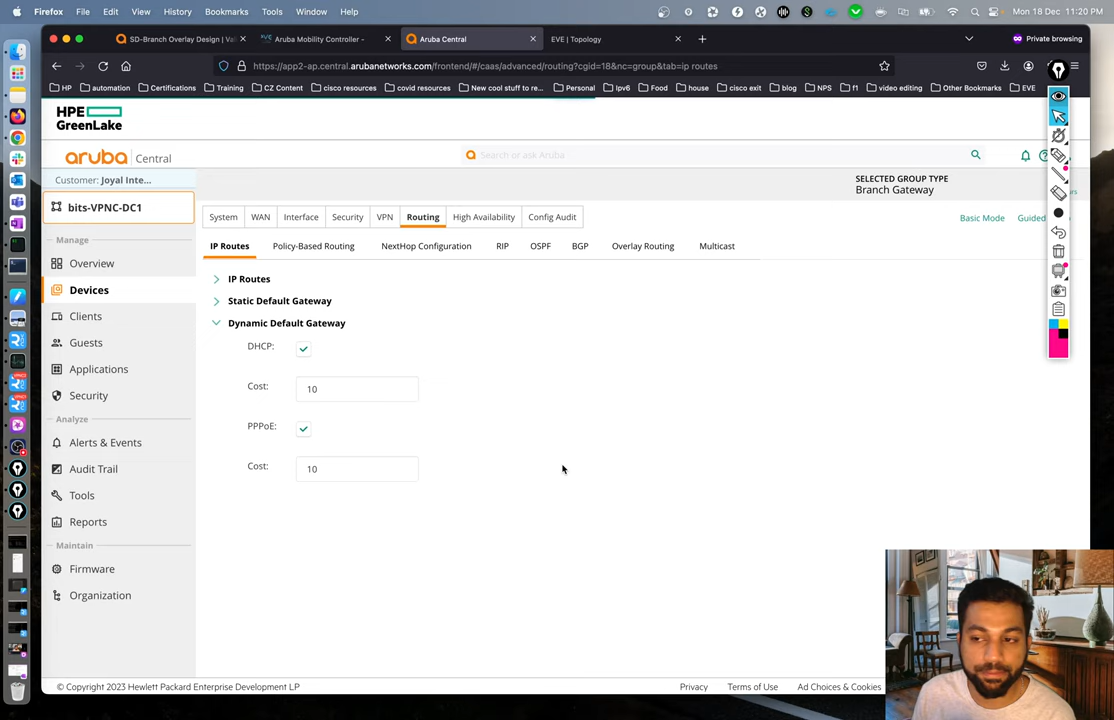 Firefox File Edit View History Bookmarks Tools Window Help Mon 18 Dec 11:20 PM
SD-Branch Overlay Design | Val
Aruba Mobility Controller -
Aruba Central
EVE | Topology
Private browsing
https://app2-ap.central.arubanetworks.com/frontend/#/caas/advanced/routing?cgid=18&nc=group&tab=ip routes
HP automation Certifications Training CZ Content cisco resources covid resources New cool stuff to re... Personal Ipv6 Food house cisco exit blog NPS f1 video editing Other Bookmarks EVE
HPE
GreenLake
aruba Central
Search or ask Aruba
Customer: Joyal Inte...
SELECTED GROUP TYPE
Branch Gateway
bits-VPNC-DC1
System WAN Interface Security VPN Routing High Availability Config Audit
Basic Mode Guided
Manage
IP Routes Policy-Based Routing NextHop Configuration RIP OSPF BGP Overlay Routing Multicast
Overview
Devices
Clients
Guests
Applications
Security
Analyze
Alerts & Events
Audit Trail
Tools
Reports
Maintain
Firmware
Organization
IP Routes
Static Default Gateway
Dynamic Default Gateway
DHCP:
Cost: 10
PPPoE:
Cost: 10
© Copyright 2023 Hewlett Packard Enterprise Development LP
Privacy Terms of Use Ad Choices & Cookies